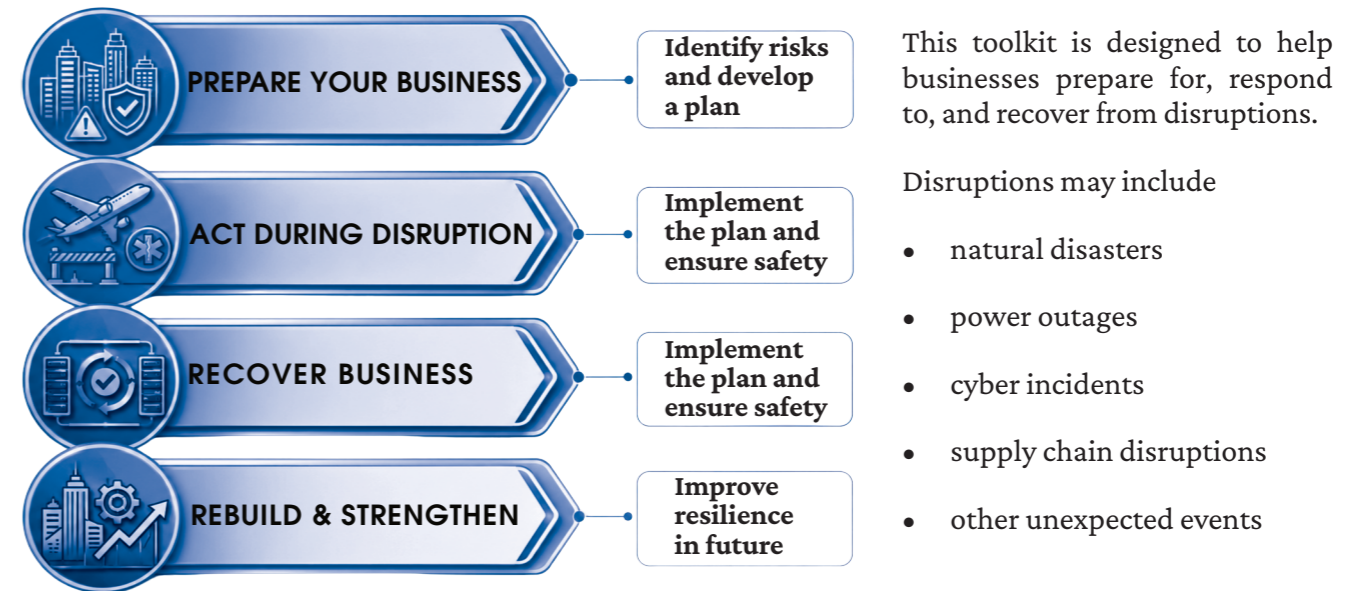 PREPARE YOUR BUSINESS
Identify risks
and develop
a plan
ACT DURING DISRUPTION
Implement
the plan and
ensure safety
RECOVER BUSINESS
Implement
the plan and
ensure safety
REBUILD & STRENGTHEN
Improve
resilience
in future
This toolkit is designed to help
businesses prepare for, respond
to, and recover from disruptions.
Disruptions may include
• natural disasters
• power outages
• cyber incidents
• supply chain disruptions
• other unexpected events